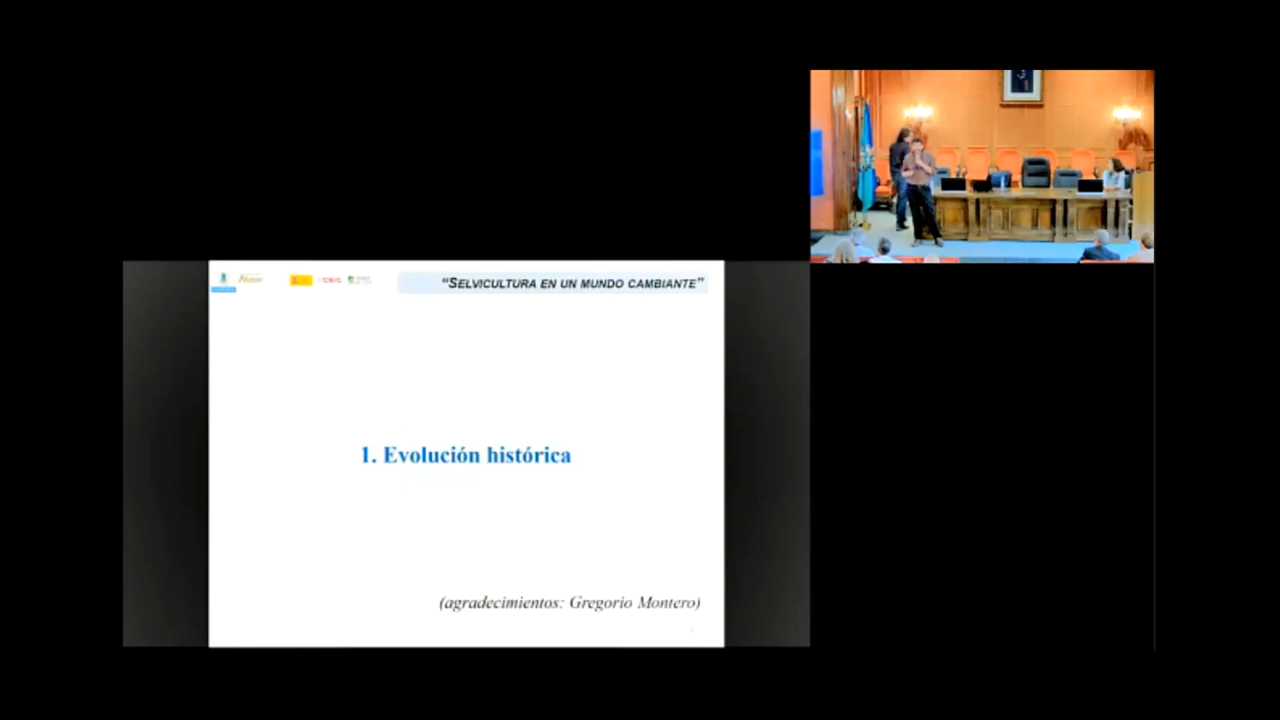 "SELVICULTURA EN UN MUNDO CAMBIANTE"
1. Evolución histórica
(agradecimientos: Gregorio Montero)